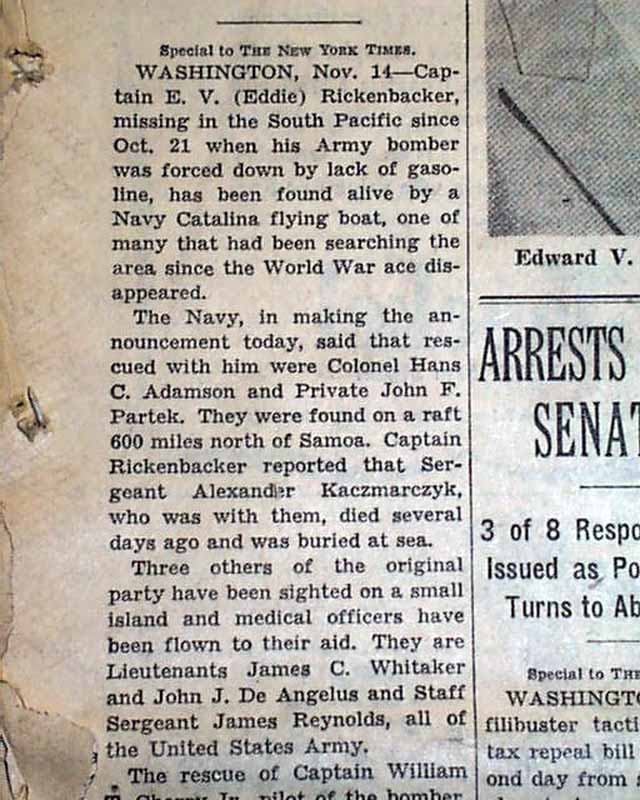 Special to THE NEW YORK TIMES.
WASHINGTON, Nov. 14—Cap-
tain E. V. (Eddie) Rickenbacker,
missing in the South Pacific since
Oct. 21 when his Army bomber
was forced down by lack of gaso-
line, has been found alive by a
Navy Catalina flying boat, one of
many that had been searching the
area since the World War ace dis-
appeared.
The Navy, in making the an-
nouncement today, said that res-
cued with him were Colonel Hans
C. Adamson and Private John F.
Partek. They were found on a raft
600 miles north of Samoa. Captain
Rickenbacker reported that Ser-
geant Alexander Kaczmarczyk,
who was with them, died several
days ago and was buried at sea.
Three others of the original
party have been sighted on a small
island and medical officers have
been flown to their aid. They are
Lieutenants James C. Whitaker
and John J. De Angelus and Staff
Sergeant James Reynolds, all of
the United States Army.
The rescue of Captain William
Cherry Jr., pilot of the bomber
Edward V.
ARRESTS
SENAT
3 of 8 Respo
Issued as Po
Turns to Ab
Special to THE
WASHINGTO
filibuster tacti
tax repeal bill
ond day from